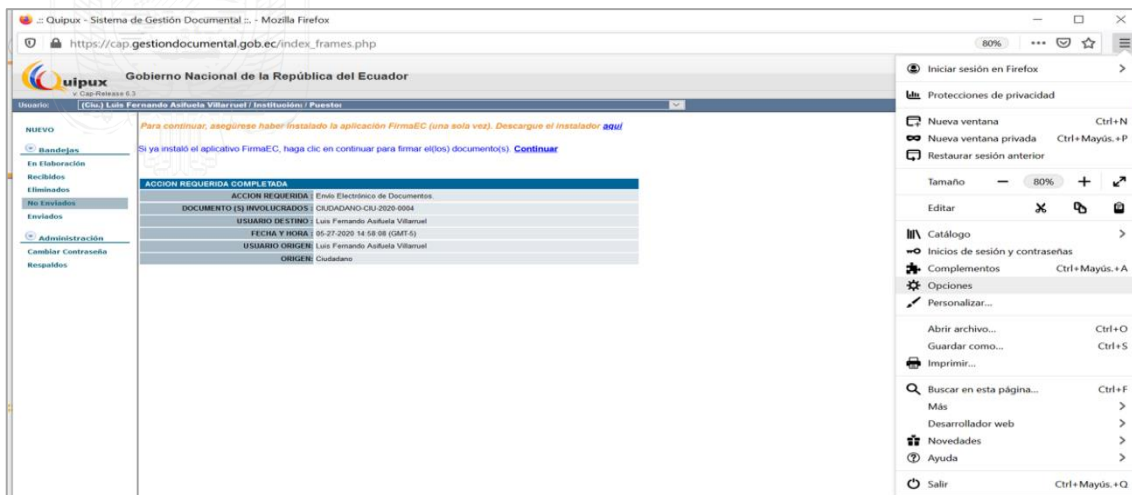 .:: Quipux - Sistema de Gestión Documental ::. - Mozilla Firefox
https://cap.gestiondocumental.gob.ec/index_frames.php
80%
Quipux
v. Cap-Release 6.3
Gobierno Nacional de la República del Ecuador
Usuario: (Ciu.) Luis Fernando Asifuela Villarruel / Institución: / Puesto:
NUEVO
Bandejas
En Elaboración
Recibidos
Eliminados
No Enviados
Enviados
Administración
Cambiar Contraseña
Respaldos
Para continuar, asegúrese haber instalado la aplicación FirmaEC (una sola vez). Descargue el instalador aquí
Si ya instaló el aplicativo FirmaEC, haga clic en continuar para firmar el(los) documento(s). Continuar
ACCION REQUERIDA COMPLETADA
ACCION REQUERIDA : Envío Electrónico de Documentos.
DOCUMENTO (S) INVOLUCRADOS : CIUDADANO-CIU-2020-0004
USUARIO DESTINO : Luis Fernando Asifuela Villarruel
FECHA Y HORA : 05-27-2020 14:58:08 (GMT-5)
USUARIO ORIGEN: Luis Fernando Asifuela Villarruel
ORIGEN: Ciudadano
Iniciar sesión en Firefox
Protecciones de privacidad
Nueva ventana Ctrl+N
Nueva ventana privada Ctrl+Mayús.+P
Restaurar sesión anterior
Tamaño 80%
Editar
Catálogo
Inicios de sesión y contraseñas
Complementos Ctrl+Mayús.+A
Opciones
Personalizar...
Abrir archivo... Ctrl+O
Guardar como... Ctrl+S
Imprimir...
Buscar en esta página... Ctrl+F
Más
Desarrollador web
Novedades
Ayuda
Salir Ctrl+Mayús.+Q